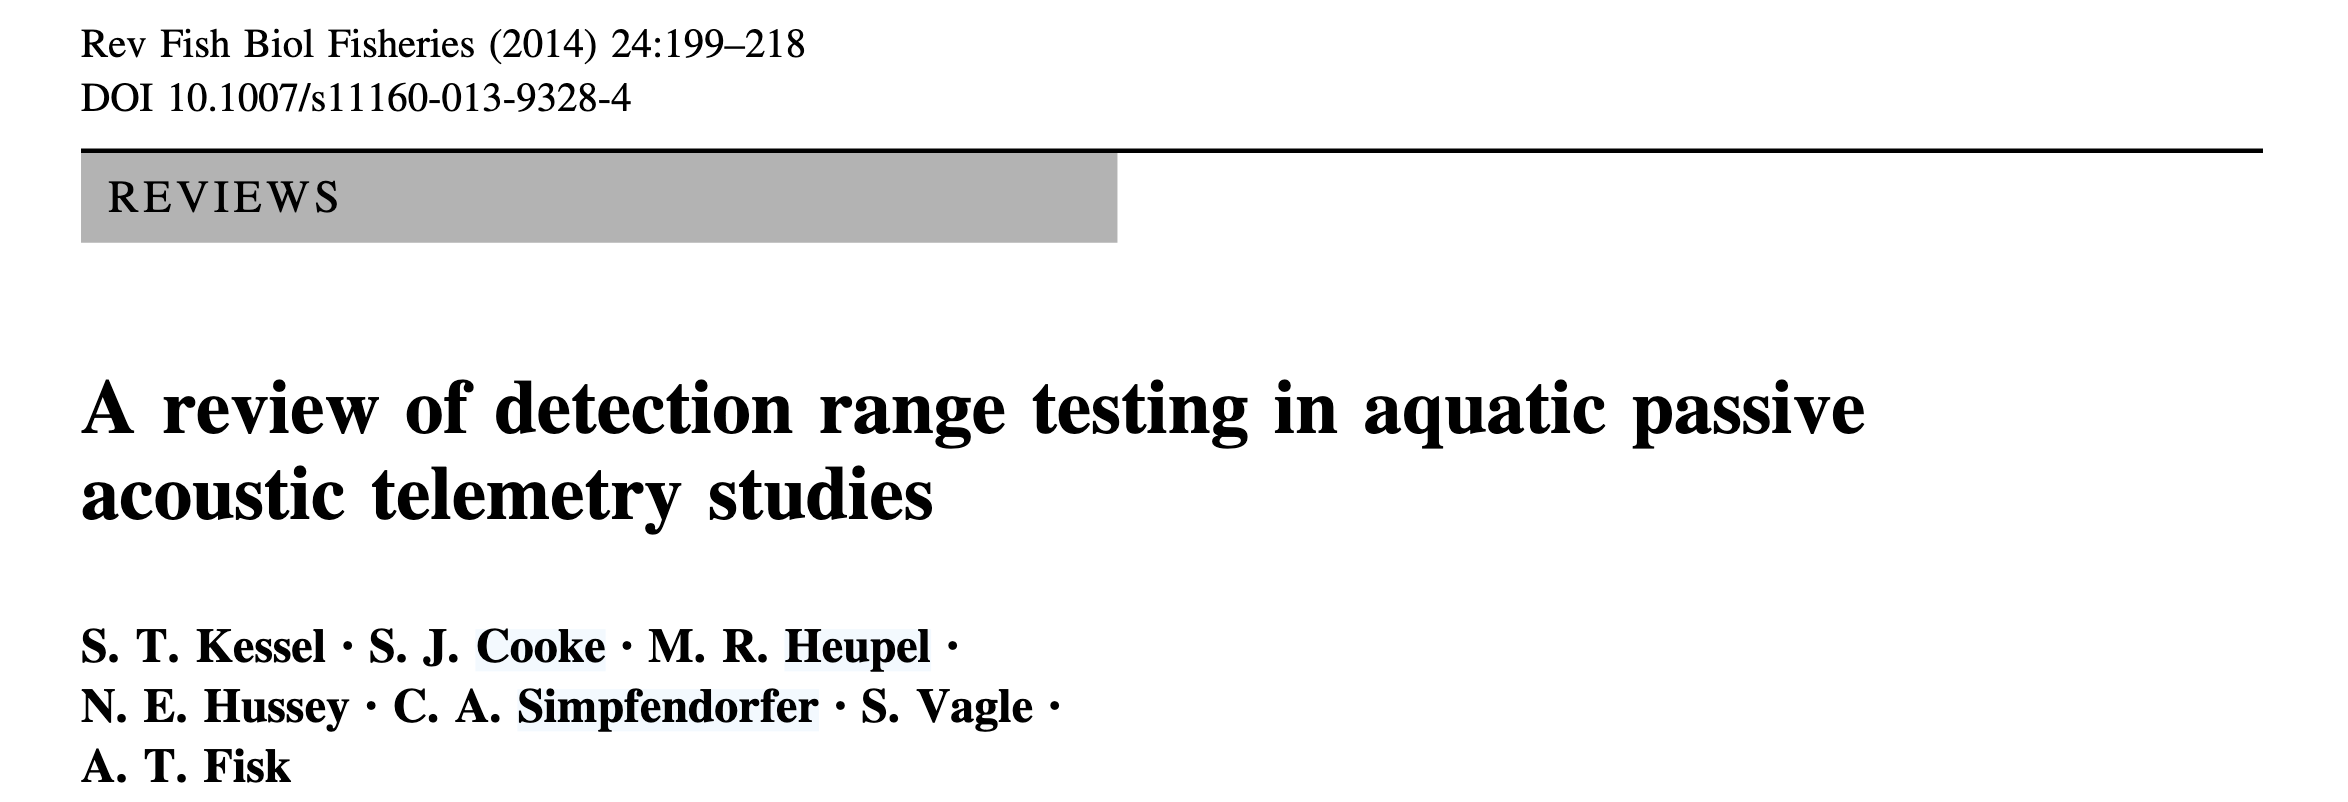 Rev Fish Biol Fisheries (2014) 24:199–218
DOI 10.1007/s11160-013-9328-4
REVIEWS
A review of detection range testing in aquatic passive
acoustic telemetry studies
S. T. Kessel · S. J. Cooke · M. R. Heupel ·
N. E. Hussey · C. A. Simpfendorfer · S. Vagle ·
A. T. Fisk